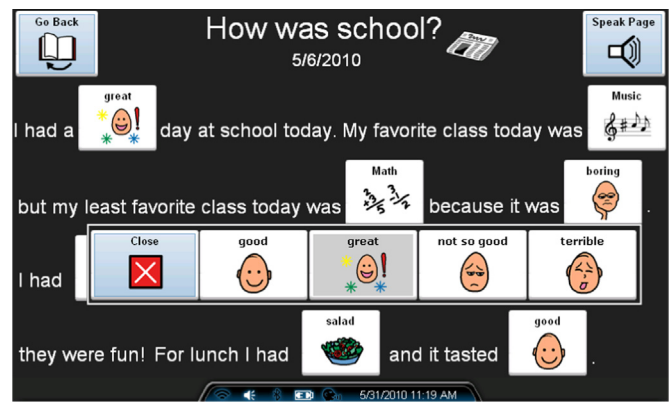 Go Back
How was school?
Speak Page
5/6/2010
great
Music
I had a day at school today. My favorite class today was
Math
boring
but my least favorite class today was because it was .
Close good great not so good terrible
I had
salad
good
they were fun! For lunch I had and it tasted .
5/31/2010 11:19 AM